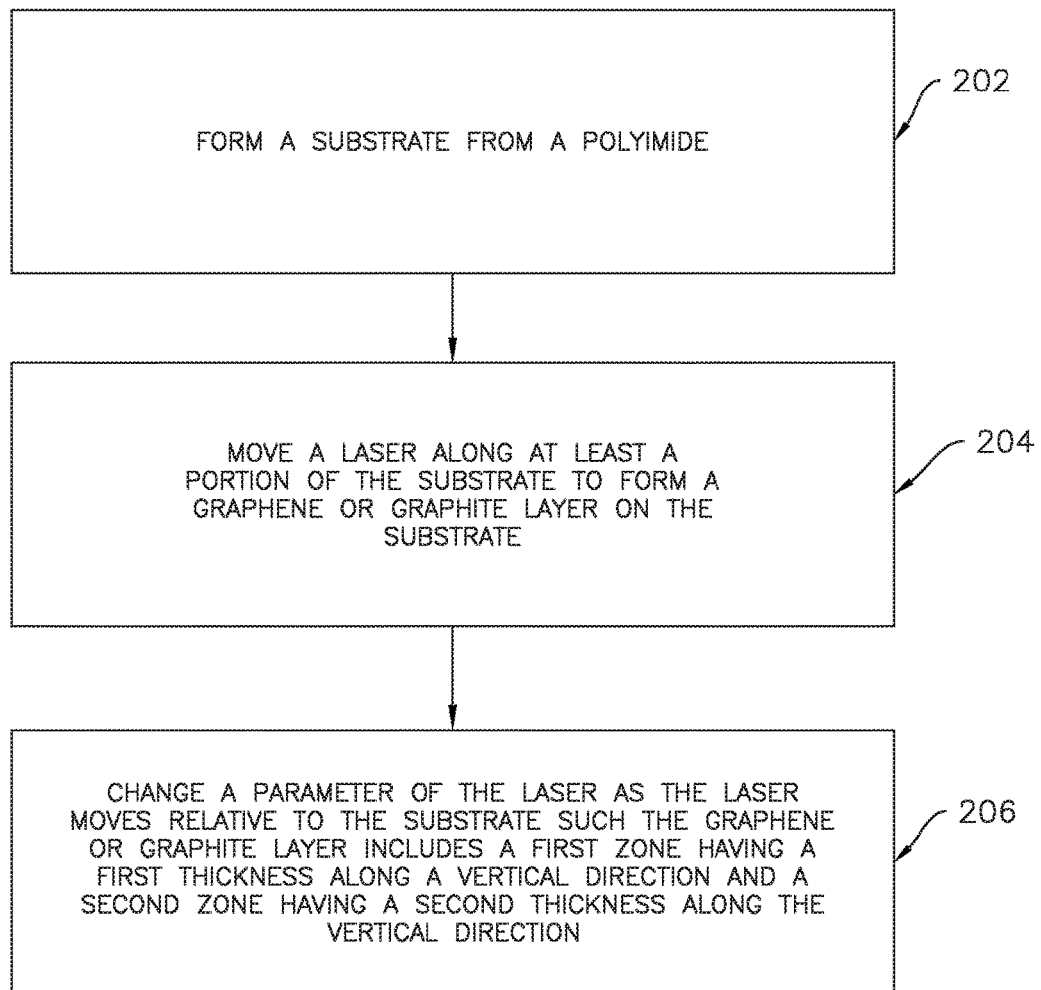 FORM A SUBSTRATE FROM A POLYIMIDE
202
MOVE A LASER ALONG AT LEAST A
PORTION OF THE SUBSTRATE TO FORM A
GRAPHENE OR GRAPHITE LAYER ON THE
SUBSTRATE
204
CHANGE A PARAMETER OF THE LASER AS THE LASER
MOVES RELATIVE TO THE SUBSTRATE SUCH THE GRAPHENE
OR GRAPHITE LAYER INCLUDES A FIRST ZONE HAVING A
FIRST THICKNESS ALONG A VERTICAL DIRECTION AND A
SECOND ZONE HAVING A SECOND THICKNESS ALONG THE
VERTICAL DIRECTION
206